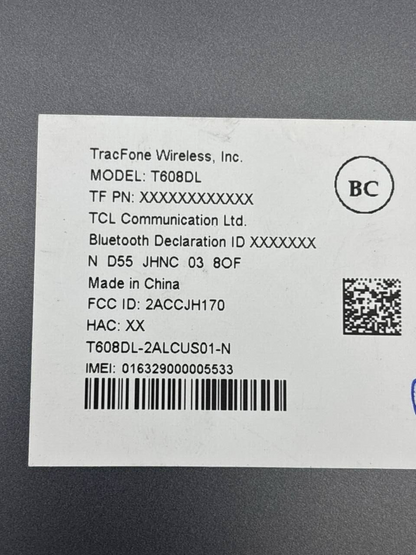 TracFone Wireless, Inc.
MODEL: T608DL
BC
TF PN: XXXXXXXXXXXX
TCL Communication Ltd.
Bluetooth Declaration ID XXXXXXX
N D55 JHNC 03 8OF
Made in China
FCC ID: 2ACCJH170
HAC: XX
T608DL-2ALCUS01-N
IMEI: 016329000005533